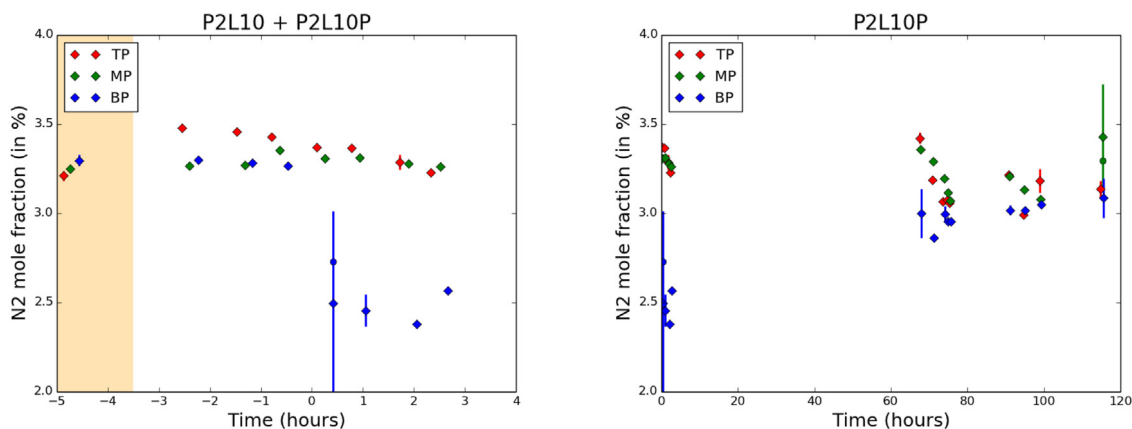 P2L10 + P2L10P
N2 mole fraction (in %)
4.0
3.5
3.0
2.5
2.0
TP
MP
BP
−5 −4 −3 −2 −1 0 1 2 3 4
Time (hours)
P2L10P
N2 mole fraction (in %)
4.0
3.5
3.0
2.5
2.0
TP
MP
BP
0 20 40 60 80 100 120
Time (hours)